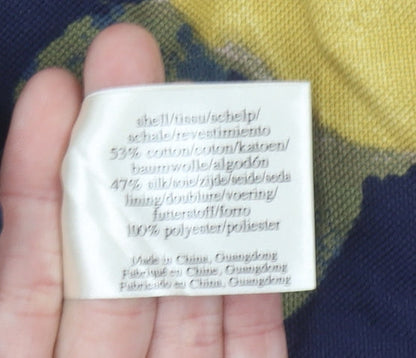 shell/tissu/schelp/
schale/revestimiento
53% cotton/coton/katoen/
baumwolle/algodón
47% silk/soie/zijde/seide/seda
lining/doublure/voering/
futterstoff/forro
100% polyester/poliester
Made in China, Guangdong
Fabriqué en Chine, Guangdong
Fabricado en China, Guangdong